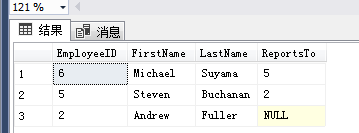 121 %
结果 消息
EmployeeID FirstName LastName ReportsTo
1 6 Michael Suyama 5
2 5 Steven Buchanan 2
3 2 Andrew Fuller NULL